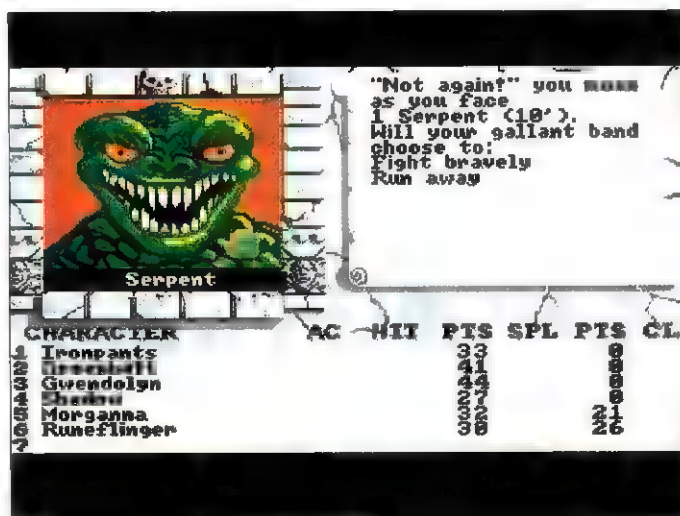 "Not again!" you
as you face
1 Serpent (10').
Will your gallant band
choose to:
Fight bravely
Run away
Serpent
CHARACTER AC HIT PTS SPL PTS CL
1 Ironpants 33 0
2 41 0
3 Gwendolyn 44 0
4 Shadow 27 0
5 Morganna 32 21
6 Runeflinger 30 26
7